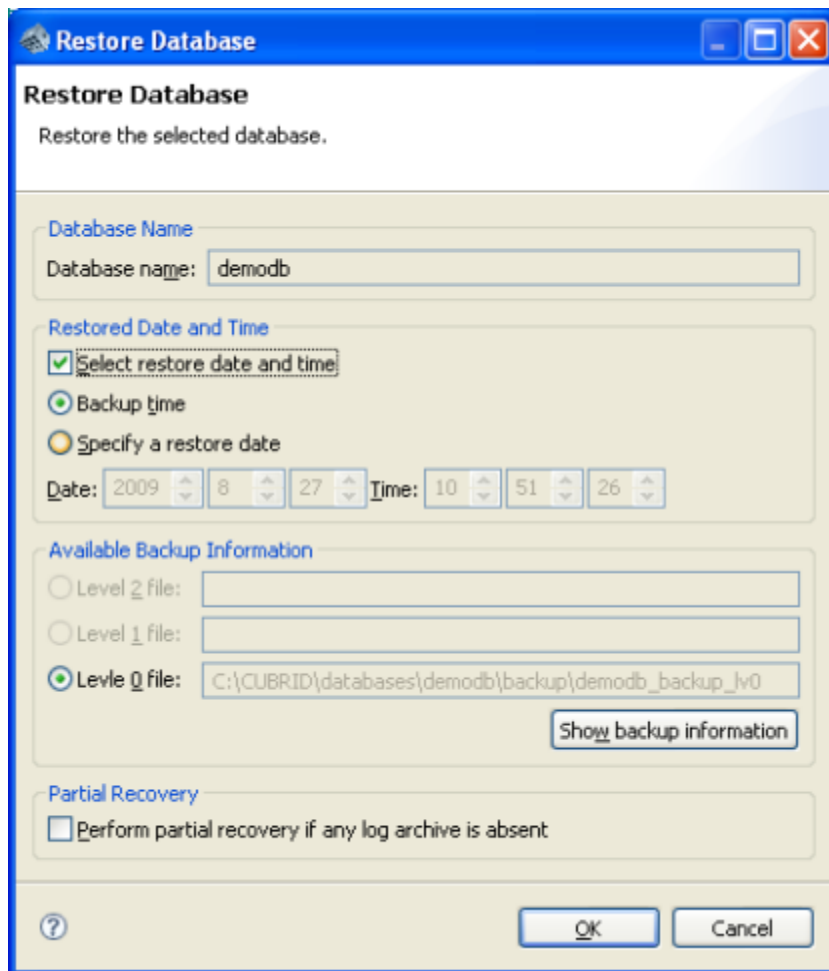 Restore Database
Restore Database
Restore the selected database.
Database Name
Database name: demodb
Restored Date and Time
Select restore date and time
Backup time
Specify a restore date
Date: 2009 8 27 Time: 10 51 26
Available Backup Information
Level 2 file:
Level 1 file:
Levle 0 file: C:\CUBRID\databases\demodb\backup\demodb_backup_lv0
Show backup information
Partial Recovery
Perform partial recovery if any log archive is absent
? OK Cancel